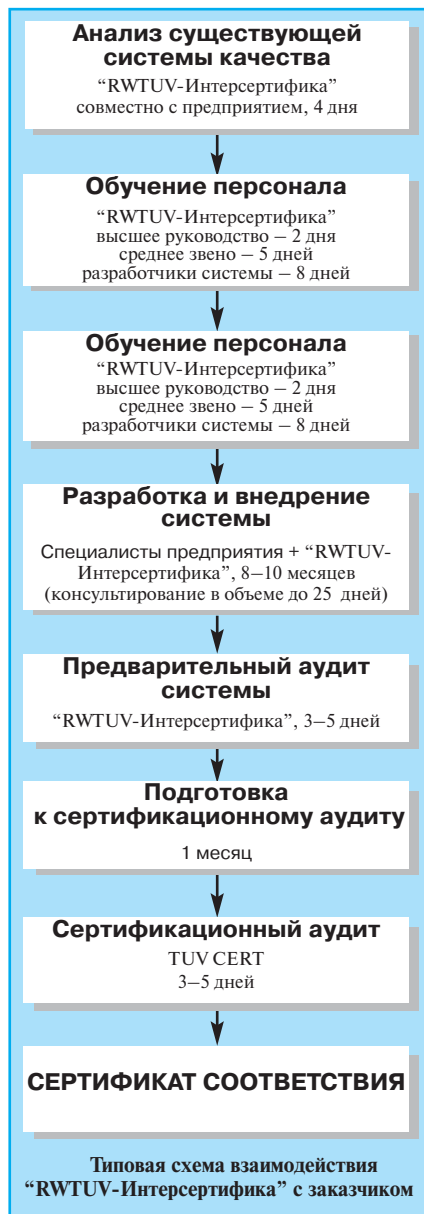 Анализ существующей
системы качества
“RWTUV-Интерсертифика”
совместно с предприятием, 4 дня
Обучение персонала
“RWTUV-Интерсертифика”
высшее руководство – 2 дня
среднее звено – 5 дней
разработчики системы – 8 дней
Обучение персонала
“RWTUV-Интерсертифика”
высшее руководство – 2 дня
среднее звено – 5 дней
разработчики системы – 8 дней
Разработка и внедрение
системы
Специалисты предприятия + “RWTUV-
Интерсертифика”, 8–10 месяцев
(консультирование в объеме до 25 дней)
Предварительный аудит
системы
“RWTUV-Интерсертифика”, 3–5 дней
Подготовка
к сертификационному аудиту
1 месяц
Сертификационный аудит
TUV CERT
3–5 дней
СЕРТИФИКАТ СООТВЕТСТВИЯ
Типовая схема взаимодействия
“RWTUV-Интерсертифика” с заказчиком